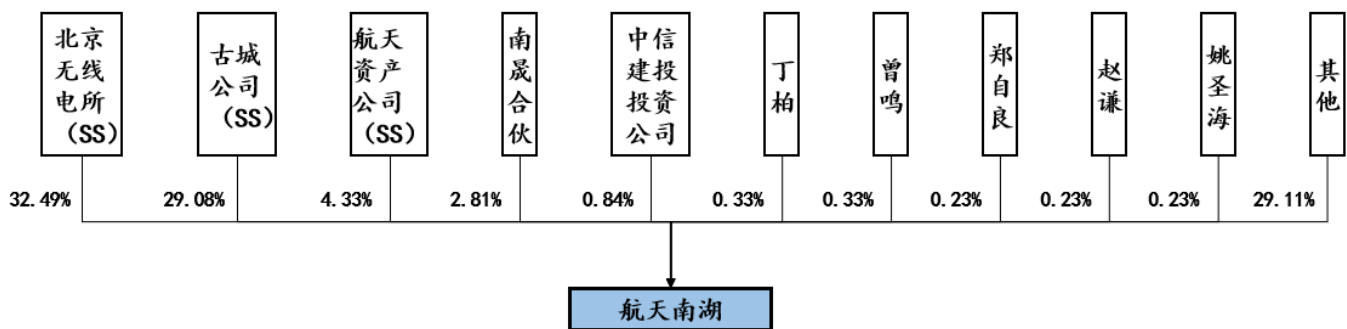 北京
无线
电所
（SS）
古城
公司
（SS）
航天
资产
公司
（SS）
南
晟
合
伙
中信
建投
投资
公司
丁
柏
曾
鸣
郑
自
良
赵
谦
姚
圣
海
其
他
32.49%
29.08%
4.33%
2.81%
0.84%
0.33%
0.33%
0.23%
0.23%
0.23%
29.11%
航天南湖